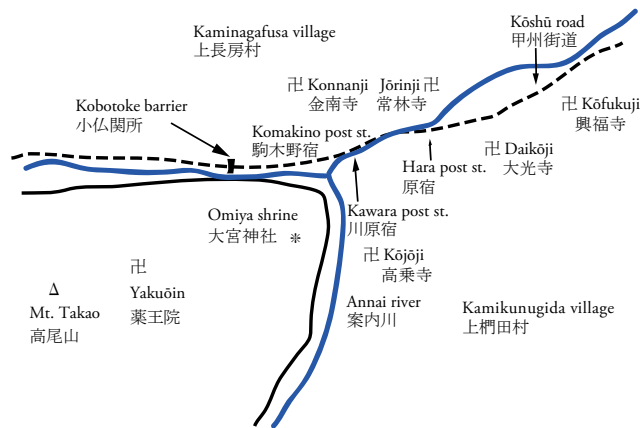 Kaminagafusa village
上長房村
Kōshū road
甲州街道
卍 Konnanji
金南寺
Jōrinji 卍
常林寺
卍 Kōfukuji
興福寺
Kobotoke barrier
小仏関所
Komakino post st.
駒木野宿
卍 Daikōji
大光寺
Hara post st.
原宿
Omiya shrine
大宮神社 *
Kawara post st.
川原宿
卍 Kōjōji
高乗寺
卍
Yakuōin
薬王院
Δ
Mt. Takao
高尾山
Annai river
案内川
Kamikunugida village
上椚田村